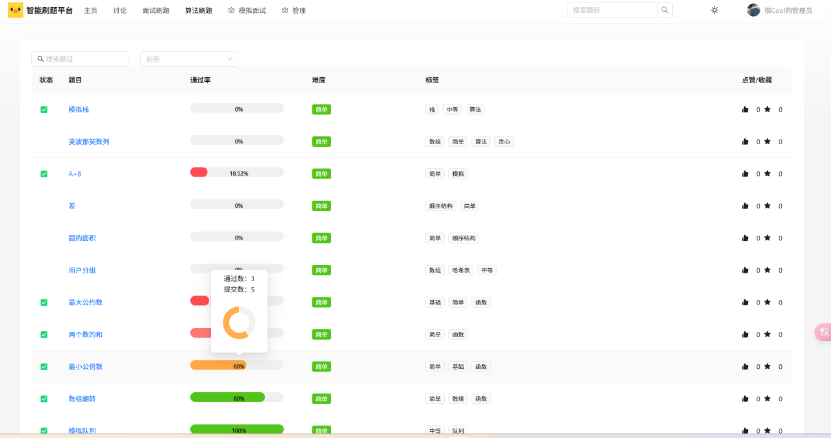 智能刷题平台 主页 讨论 面试刷题 算法刷题 模拟面试 管理 搜索题目 很Cool的管理员
搜索题目 标签
状态 题目 通过率 难度 标签 点赞/收藏
模拟栈 0% 简单 栈 中等 算法 0 0
斐波那契数列 0% 简单 数组 简单 算法 贪心 0 0
A+B 18.52% 简单 简单 模拟 0 0
差 0% 简单 顺序结构 简单 0 0
圆的面积 0% 简单 简单 顺序结构 0 0
用户分组 0% 简单 数组 哈希表 中等 0 0
通过数: 3
提交数: 5
最大公约数 简单 基础 简单 函数 0 0
两个数的和 简单 简单 函数 0 0
最小公倍数 60% 简单 简单 基础 函数 0 0
数组翻转 80% 简单 简单 数组 函数 0 0
模拟队列 100% 简单 中等 队列 0 0